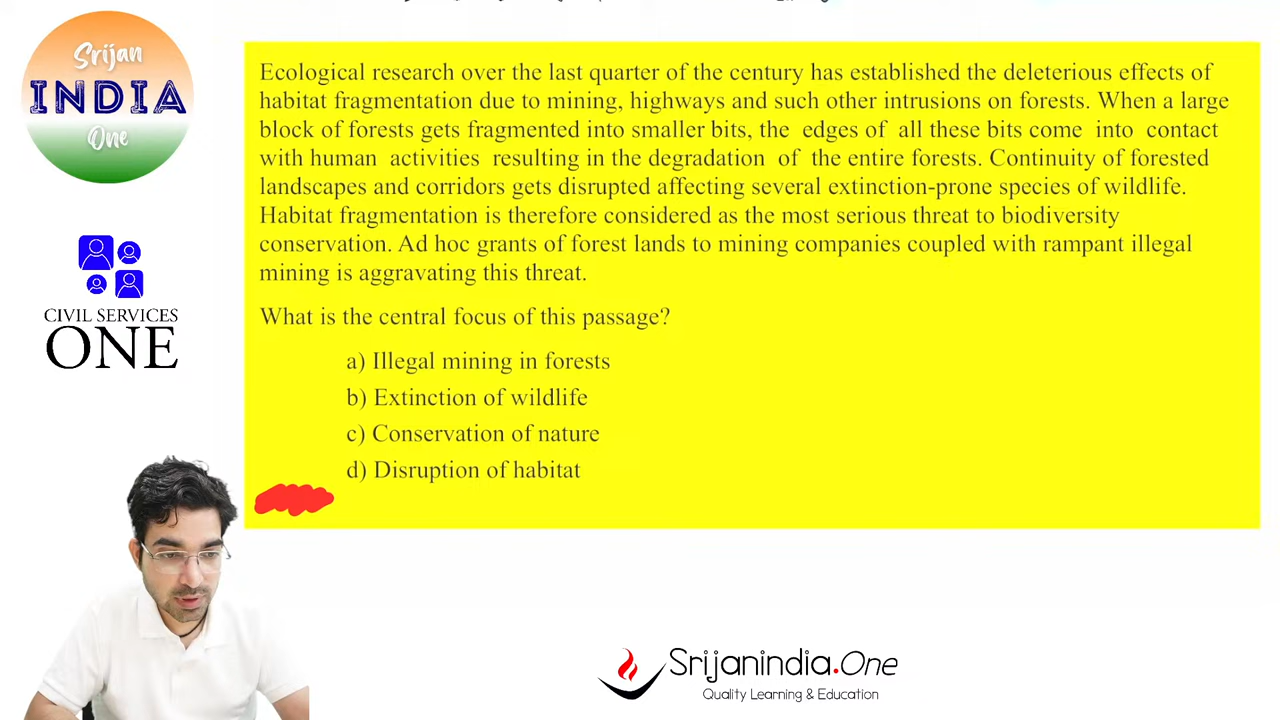 Srijan
INDIA
One
CIVIL SERVICES
ONE
Ecological research over the last quarter of the century has established the deleterious effects of
habitat fragmentation due to mining, highways and such other intrusions on forests. When a large
block of forests gets fragmented into smaller bits, the edges of all these bits come into contact
with human activities resulting in the degradation of the entire forests. Continuity of forested
landscapes and corridors gets disrupted affecting several extinction-prone species of wildlife.
Habitat fragmentation is therefore considered as the most serious threat to biodiversity
conservation. Ad hoc grants of forest lands to mining companies coupled with rampant illegal
mining is aggravating this threat.
What is the central focus of this passage?
a) Illegal mining in forests
b) Extinction of wildlife
c) Conservation of nature
d) Disruption of habitat
Srijanindia.One
Quality Learning & Education